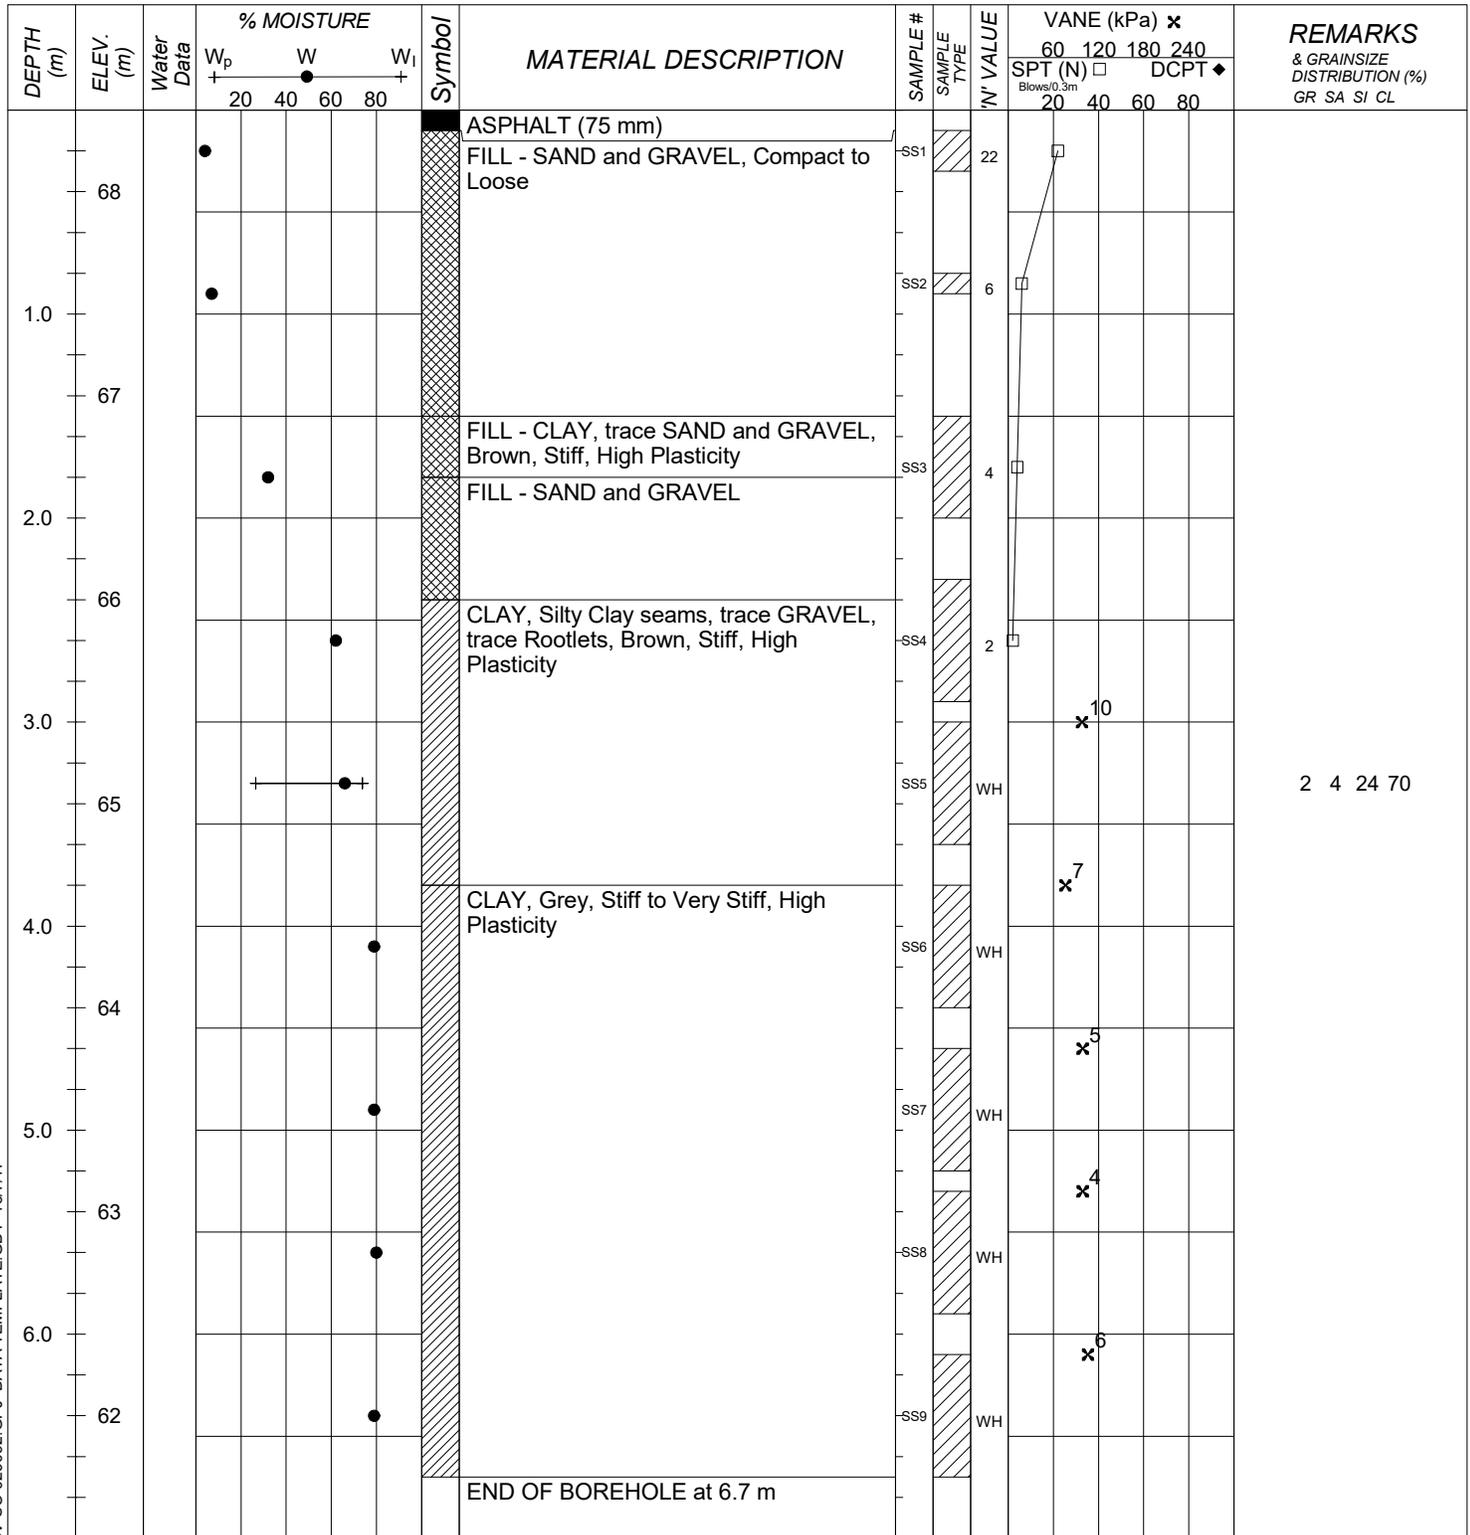 DEPTH (m)
ELEV. (m)
Water Data
% MOISTURE
Wp W Wl
20 40 60 80
Symbol
MATERIAL DESCRIPTION
SAMPLE #
SAMPLE TYPE
'N' VALUE
VANE (kPa)
60 120 180 240
SPT (N) DCPT
Blows/0.3m
20 40 60 80
REMARKS
& GRAINSIZE
DISTRIBUTION (%)
GR SA SI CL
ASPHALT (75 mm)
FILL - SAND and GRAVEL, Compact to
Loose
SS1
22
68
SS2
6
1.0
67
FILL - CLAY, trace SAND and GRAVEL,
Brown, Stiff, High Plasticity
SS3
4
FILL - SAND and GRAVEL
2.0
66
CLAY, Silty Clay seams, trace GRAVEL,
trace Rootlets, Brown, Stiff, High
Plasticity
SS4
2
3.0
10
SS5
WH
2 4 24 70
65
7
CLAY, Grey, Stiff to Very Stiff, High
Plasticity
4.0
SS6
WH
64
5
SS7
WH
5.0
4
63
SS8
WH
6.0
6
62
SS9
WH
END OF BOREHOLE at 6.7 m